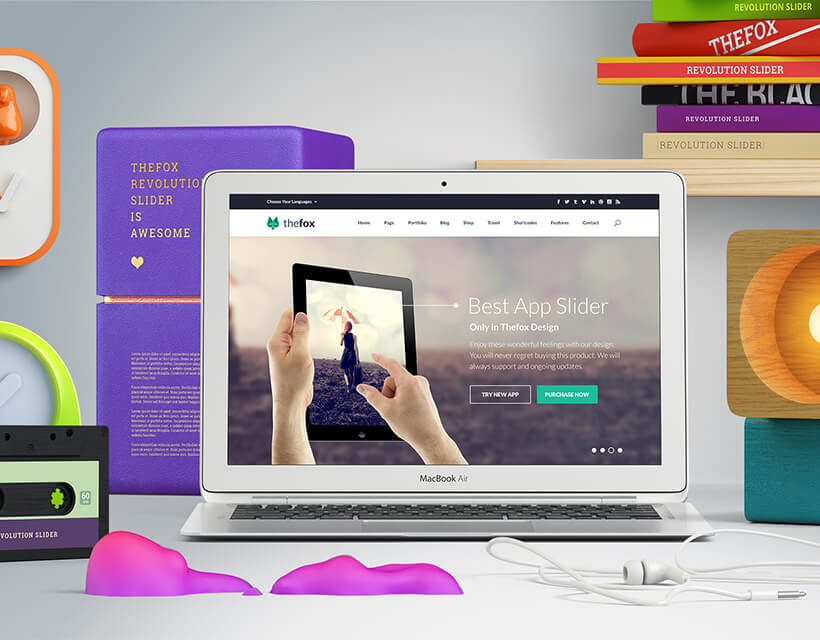 REVOLUTION SLIDER
THEFOX
REVOLUTION SLIDER
THE BLAC
REVOLUTION SLIDER
[REVOLUTION SLIDER]
THEFOX
REVOLUTIO
SLIDER
IS
AWESOME
Choose Your Languages
thefox
Home Page Portfolio Blog Shop Travel Shortcodes Features Contact
Best App Slider
Only in Thefox Design
Enjoy these wonderful feelings with our design.
You will never regret buying this product. We will
always support and ongoing updates.
TRY NEW APP
PURCHASE NOW
MacBook Air
60
VOLUTION SLIDER